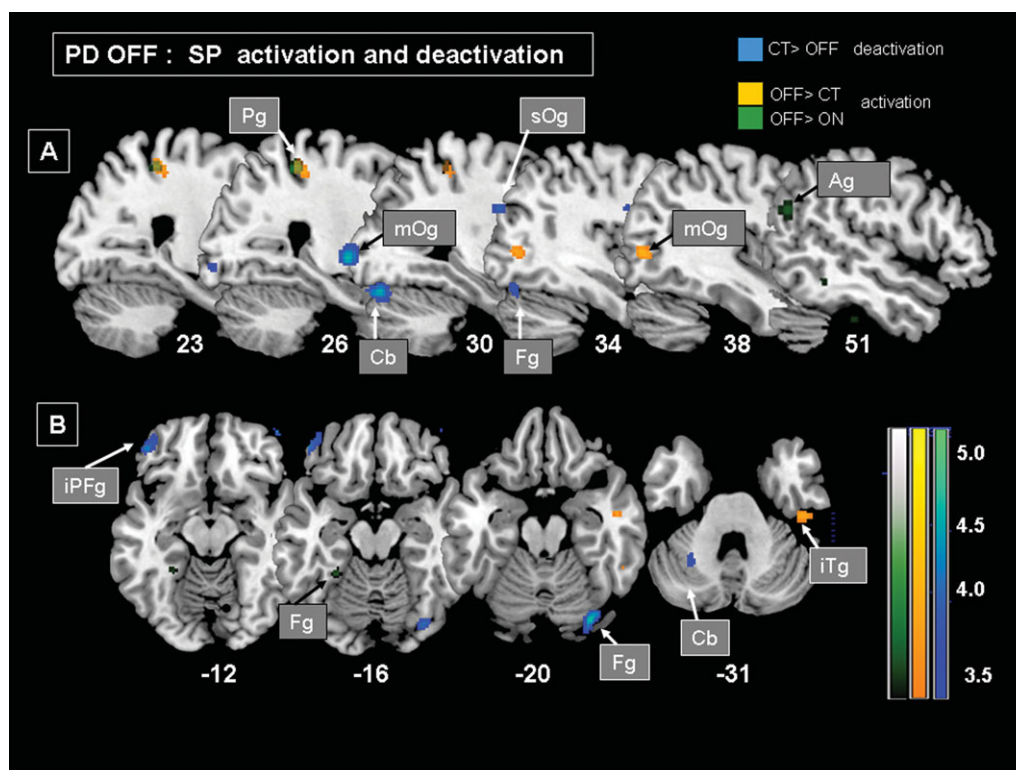 PD OFF : SP activation and deactivation
CT> OFF deactivation
OFF> CT
activation
OFF> ON
A
Pg
sOg
Ag
mOg
mOg
23
26
Cb
30
Fg
34
38
51
B
iPFg
5.0
4.5
iTg
4.0
Fg
Cb
Fg
3.5
-12
-16
-20
-31